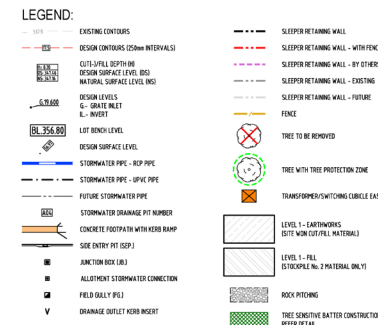 LEGEND:
EXISTING CONTOURS
DESIGN CONTOURS (250mm INTERVALS)
CUT(-)/FILL DEPTH (H)
DESIGN SURFACE LEVEL (DS)
NATURAL SURFACE LEVEL (NS)
G.19.600
DESIGN LEVELS
G.- GRATE INLET
IL.- INVERT
BL.356.80
LOT BENCH LEVEL
DESIGN SURFACE LEVEL
STORMWATER PIPE - RCP PIPE
STORMWATER PIPE - UPVC PIPE
FUTURE STORMWATER PIPE
A04
STORMWATER DRAINAGE PIT NUMBER
CONCRETE FOOTPATH WITH KERB RAMP
SIDE ENTRY PIT (SEP.)
JUNCTION BOX (JB.)
ALLOTMENT STORMWATER CONNECTION
FIELD GULLY (FG.)
V
DRAINAGE OUTLET KERB INSERT
SLEEPER RETAINING WALL
SLEEPER RETAINING WALL - WITH FENC
SLEEPER RETAINING WALL - BY OTHERS
SLEEPER RETAINING WALL - EXISTING
SLEEPER RETAINING WALL - FUTURE
FENCE
TREE TO BE REMOVED
TREE WITH TREE PROTECTION ZONE
TRANSFORMER/SWITCHING CUBICLE EAS
LEVEL 1 - EARTHWORKS
(SITE WON CUT/FILL MATERIAL)
LEVEL 1 - FILL
(STOCKPILE No. 2 MATERIAL ONLY)
ROCK PITCHING
TREE SENSITIVE BATTER CONSTRUCTIO
REFER DETAIL